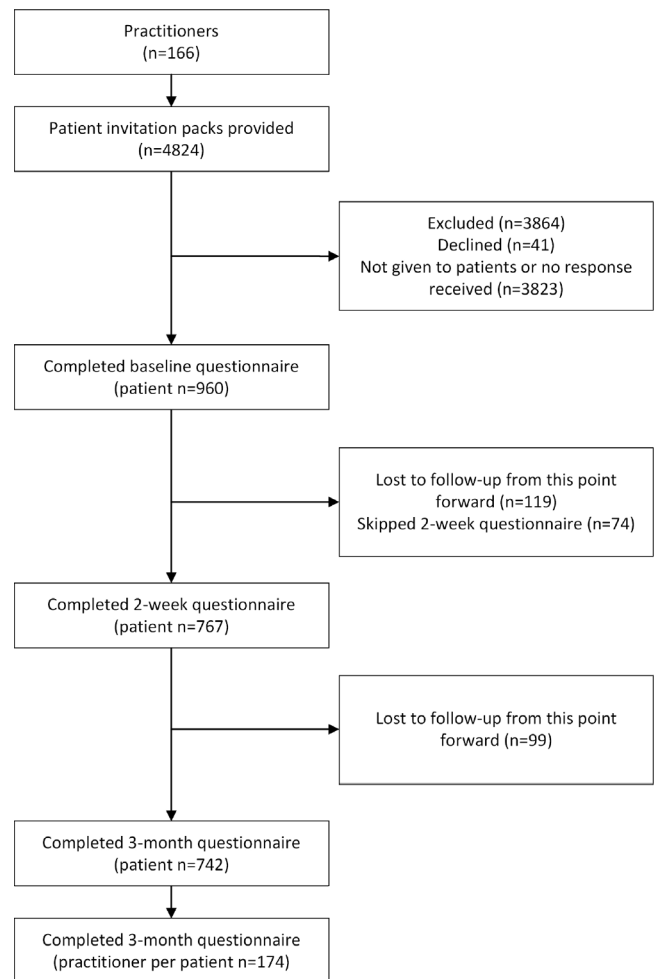 Practitioners
(n=166)
Patient invitation packs provided
(n=4824)
Excluded (n=3864)
Declined (n=41)
Not given to patients or no response
received (n=3823)
Completed baseline questionnaire
(patient n=960)
Lost to follow-up from this point
forward (n=119)
Skipped 2-week questionnaire (n=74)
Completed 2-week questionnaire
(patient n=767)
Lost to follow-up from this point
forward (n=99)
Completed 3-month questionnaire
(patient n=742)
Completed 3-month questionnaire
(practitioner per patient n=174)